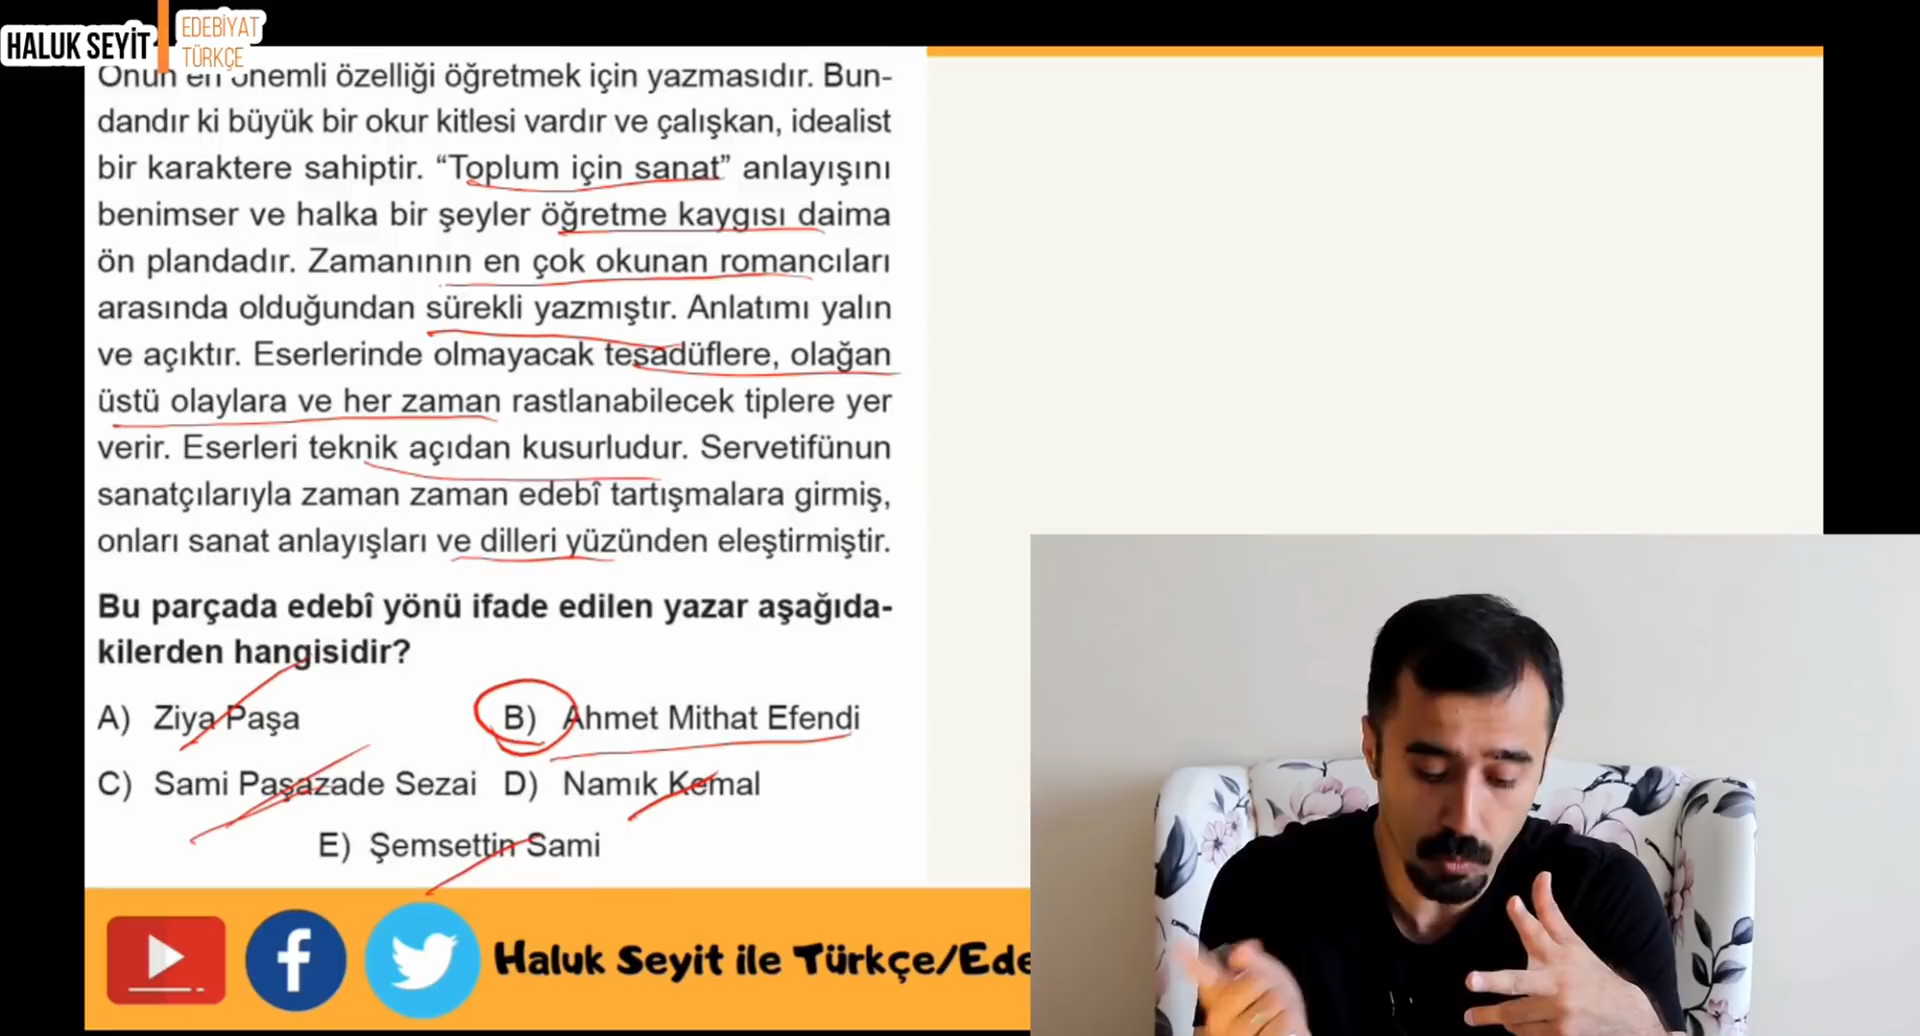 HALUK SEYİT
EDEBİYAT
TÜRKÇE
Onun en önemli özelliği öğretmek için yazmasıdır. Bun-
dandır ki büyük bir okur kitlesi vardır ve çalışkan, idealist
bir karaktere sahiptir. “Toplum için sanat” anlayışını
benimser ve halka bir şeyler öğretme kaygısı daima
ön plandadır. Zamanının en çok okunan romancıları
arasında olduğundan sürekli yazmıştır. Anlatımı yalın
ve açıktır. Eserlerinde olmayacak tesadüflere, olağan
üstü olaylara ve her zaman rastlanabilecek tiplere yer
verir. Eserleri teknik açıdan kusurludur. Servetifünun
sanatçılarıyla zaman zaman edebî tartışmalara girmiş,
onları sanat anlayışları ve dilleri yüzünden eleştirmiştir.
Bu parçada edebî yönü ifade edilen yazar aşağıda-
kilerden hangisidir?
A) Ziya Paşa B) Ahmet Mithat Efendi
C) Sami Paşazade Sezai D) Namık Kemal
E) Şemsettin Sami
Haluk Seyit ile Türkçe/Ede